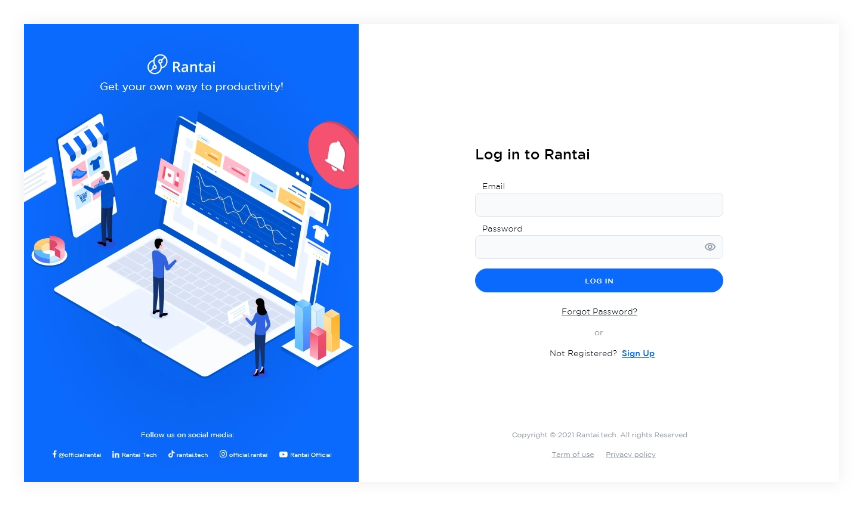 Rantai
Get your own way to productivity!
Follow us on social media:
@officialrantai
Rantai Tech
rantai.tech
official.rantai
Rantai Official
Log in to Rantai
Email
Password
LOG IN
Forgot Password?
or
Not Registered? Sign Up
Copyright © 2021 Rantai.tech. All rights Reserved
Term of use
Privacy policy